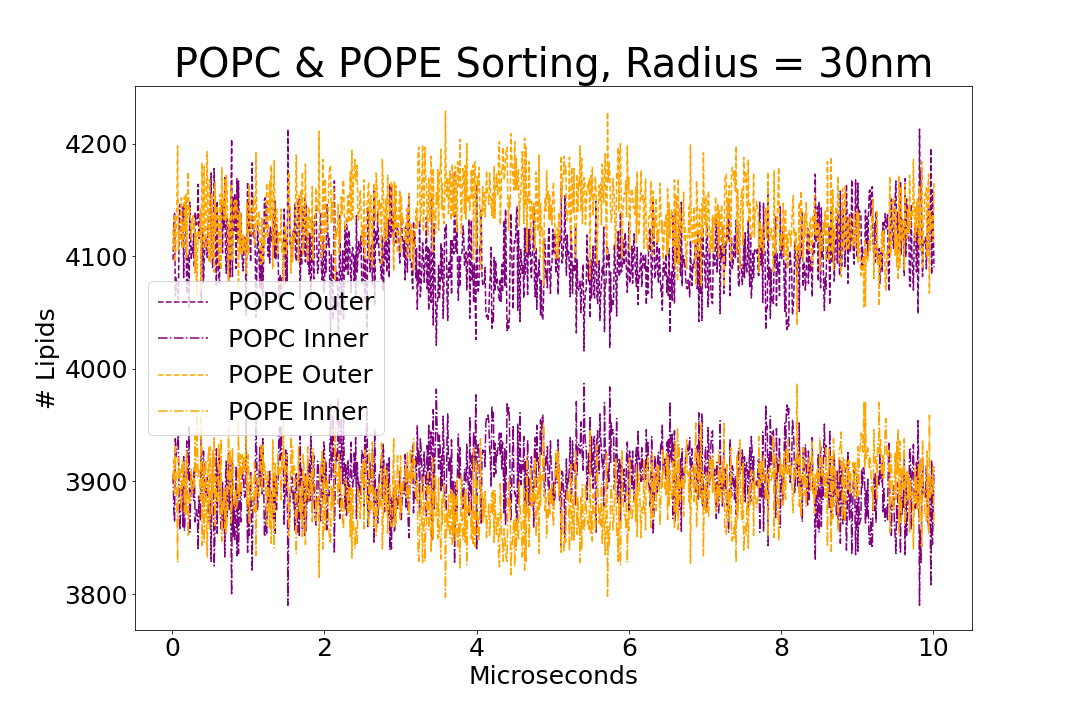 POPC & POPE Sorting, Radius = 30nm
4200
4100
4000
3900
3800
# Lipids
POPC Outer
POPC Inner
POPE Outer
POPE Inner
0 2 4 6 8 10
Microseconds